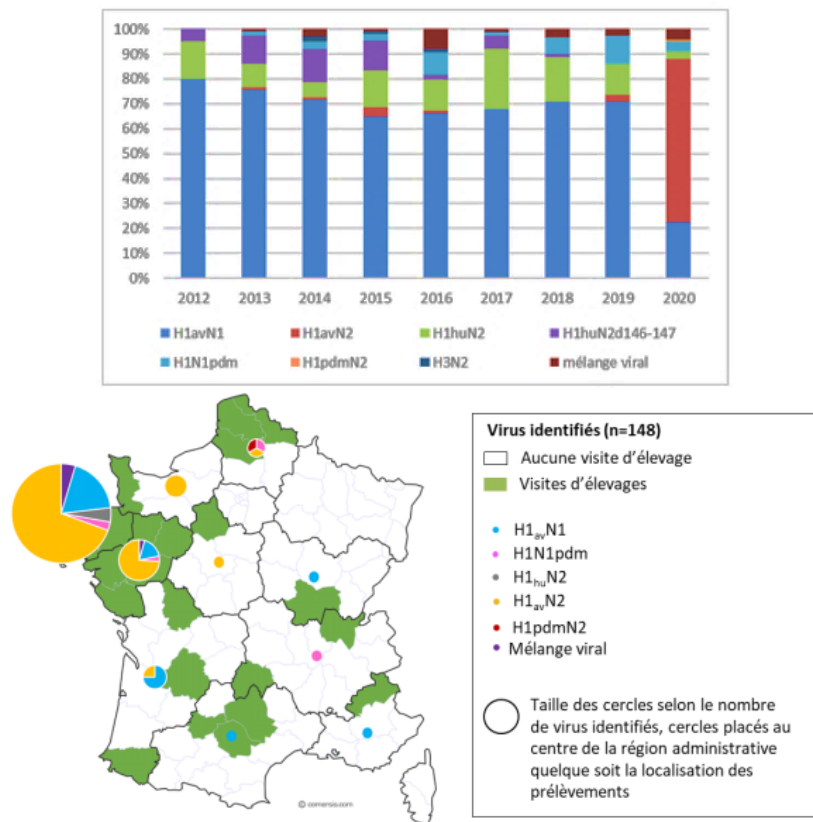 100%
90%
80%
70%
60%
50%
40%
30%
20%
10%
0%
2012 2013 2014 2015 2016 2017 2018 2019 2020
H1avN1 H1avN2 H1huN2 H1huN2d146-147
H1N1pdm H1pdmN2 H3N2 mélange viral
Virus identifiés (n=148)
Aucune visite d'élevage
Visites d'élevages
H1avN1
H1N1pdm
H1huN2
H1avN2
H1pdmN2
Mélange viral
Taille des cercles selon le nombre
de virus identifiés, cercles placés au
centre de la région administrative
quelque soit la localisation des
prélèvements
© comersis.com